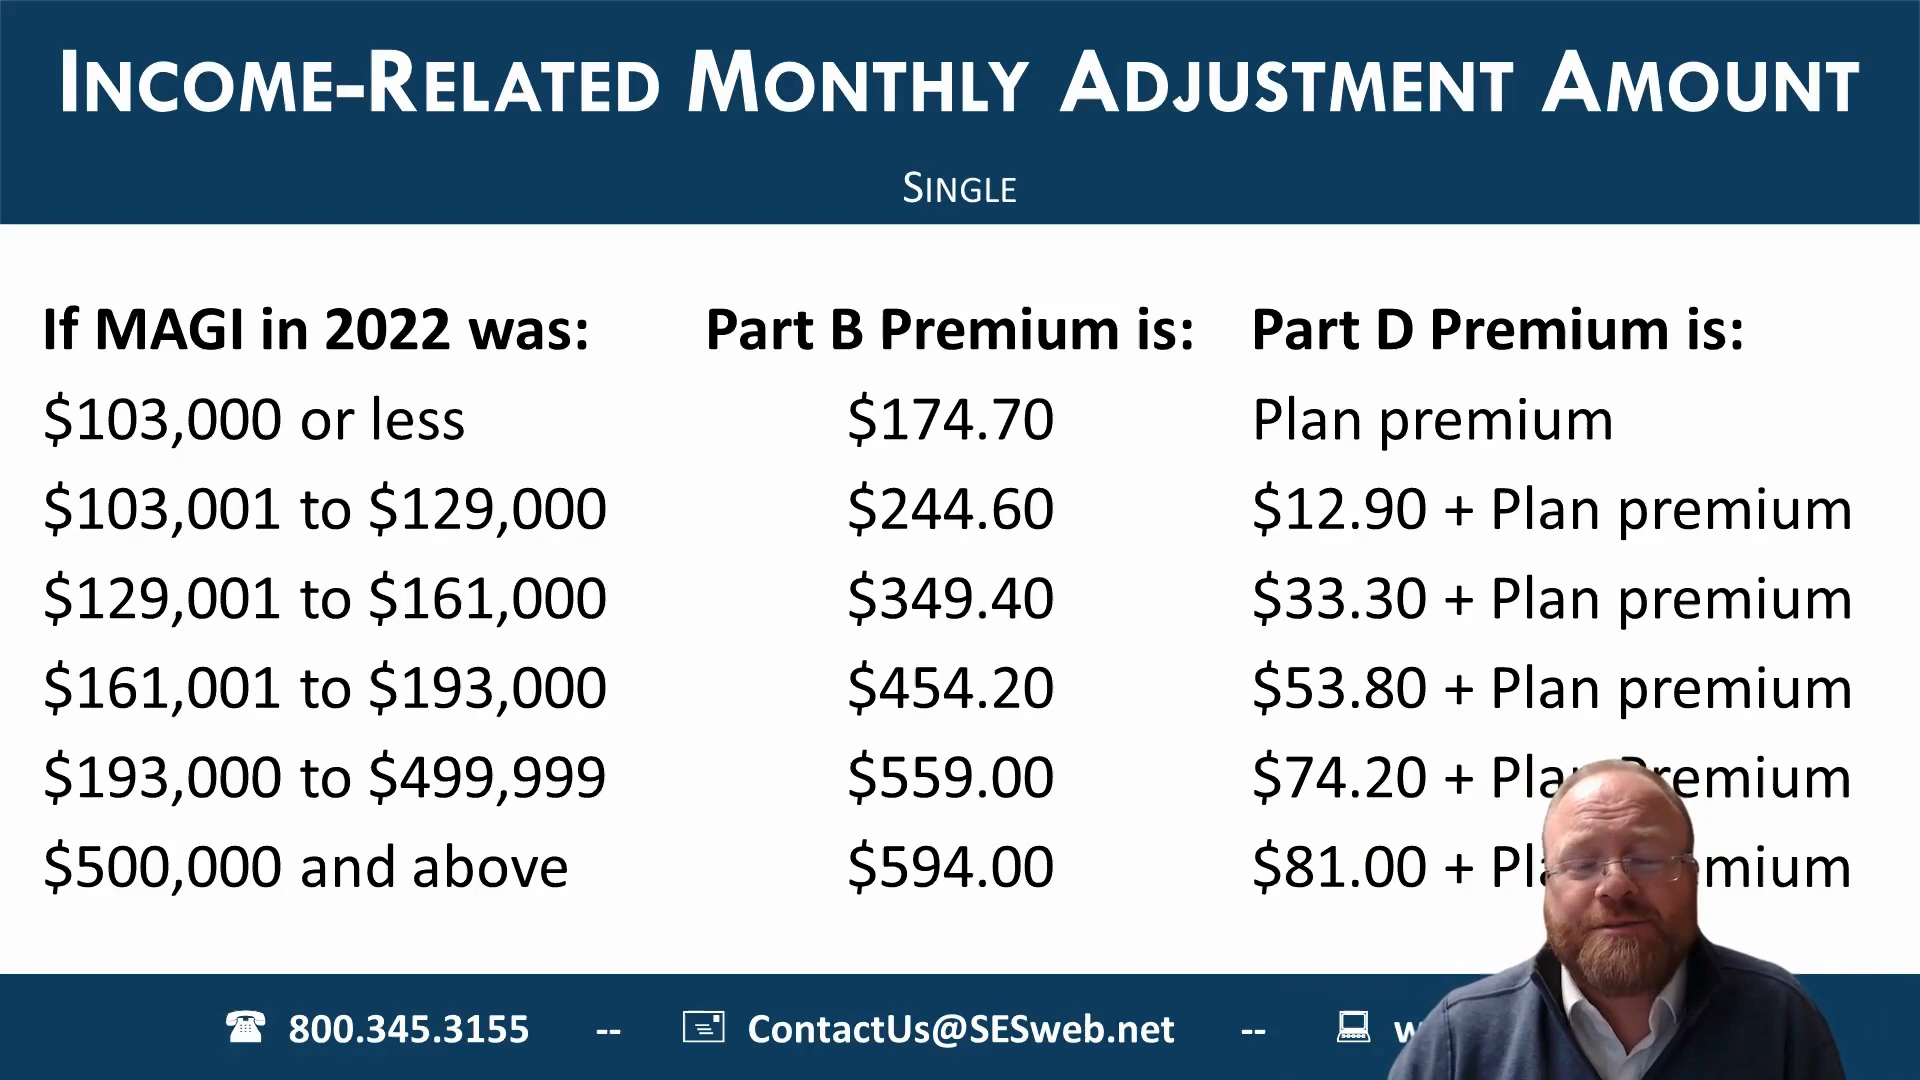 INCOME-RELATED MONTHLY ADJUSTMENT AMOUNT
SINGLE
If MAGI in 2022 was: Part B Premium is: Part D Premium is:
$103,000 or less $174.70 Plan premium
$103,001 to $129,000 $244.60 $12.90 + Plan premium
$129,001 to $161,000 $349.40 $33.30 + Plan premium
$161,001 to $193,000 $454.20 $53.80 + Plan premium
$193,000 to $499,999 $559.00 $74.20 +
$500,000 and above $594.00 $81.00 +
800.345.3155 -- ContactUs@SESweb.net --